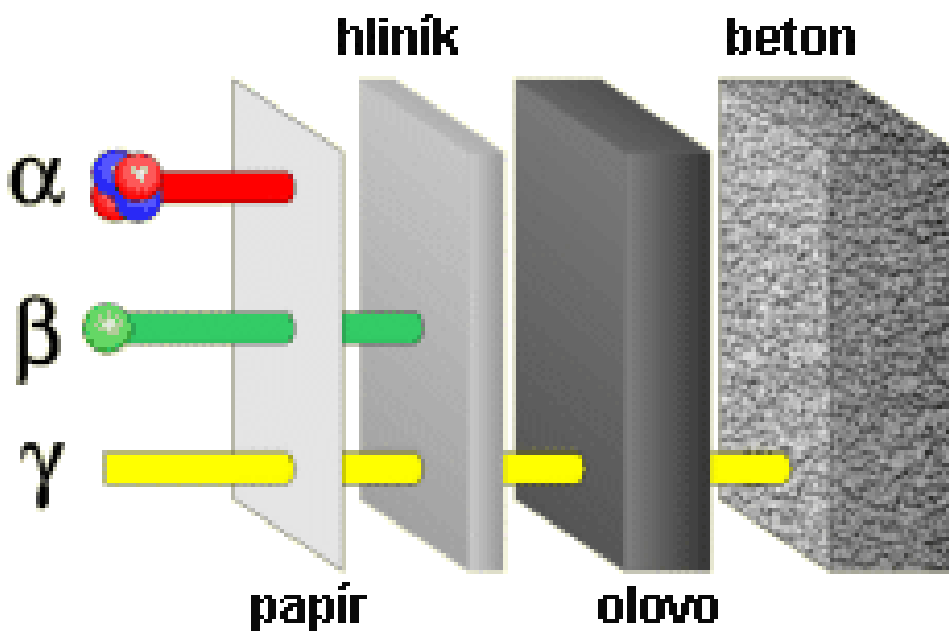 hliník
beton
α
β
γ
papír
olovo